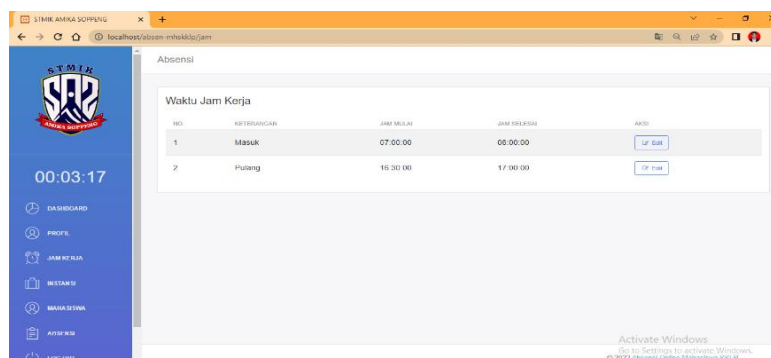 STMIK AMIKA SOPPENG
localhost/absen-mhskklp/jam
STMIK
AMIKA SOPPENG
00:03:17
DASHBOARD
PROFIL
JAM KERJA
INSTANSI
MAHASISWA
ABSENSI
Absensi
Waktu Jam Kerja
NO KETERANGAN JAM MULAI JAM SELESAI AKSI
1 Masuk 07:00:00 08:00:00 Edit
2 Pulang 16:30:00 17:00:00 Edit
Activate Windows
Go to Settings to activate Windows.